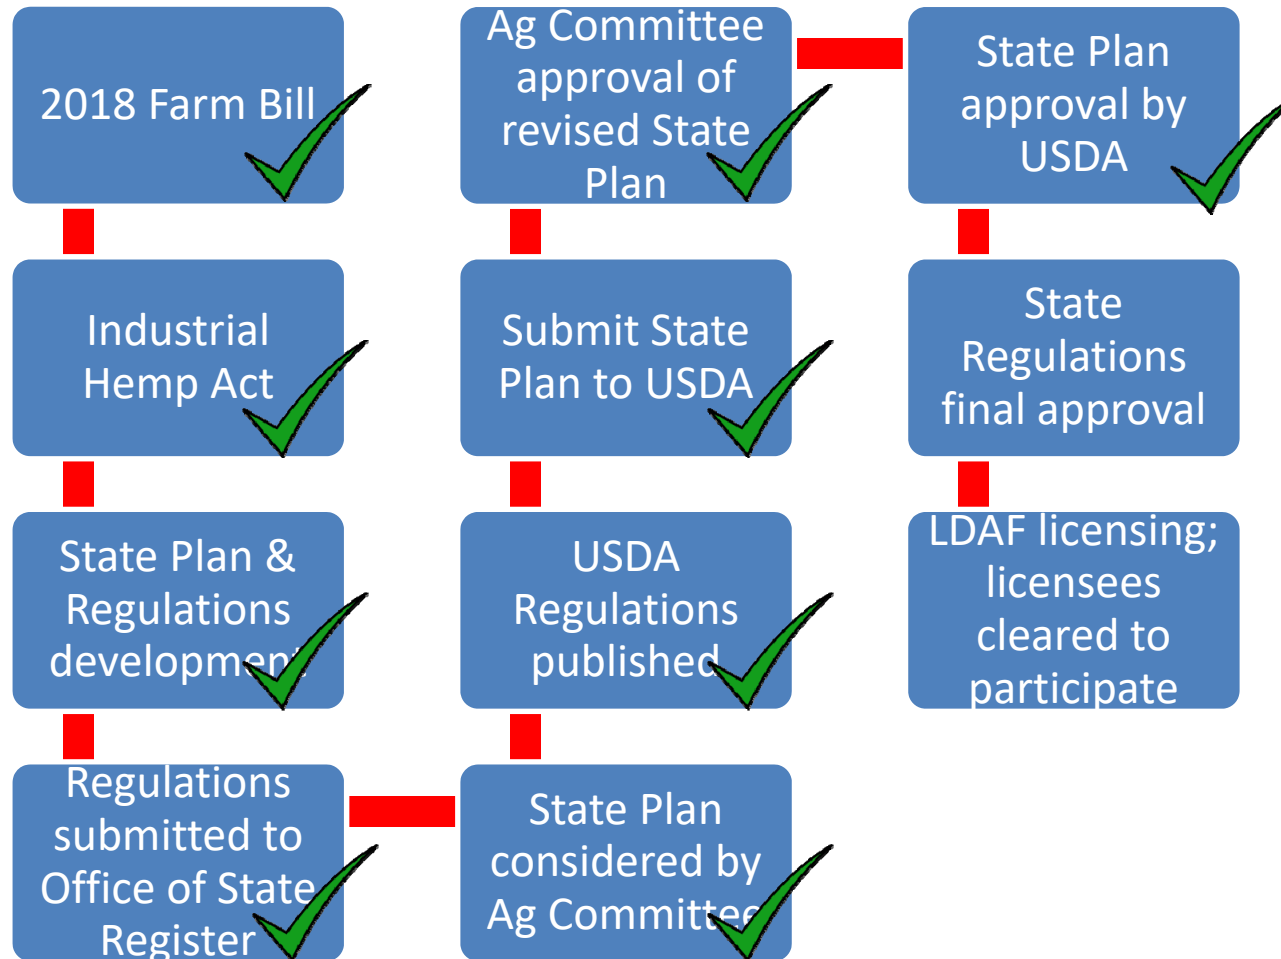 2018 Farm Bill
Industrial
Hemp Act
State Plan &
Regulations
development
Regulations
submitted to
Office of State
Register
State Plan
considered by
Ag Committee
USDA
Regulations
published
Submit State
Plan to USDA
Ag Committee
approval of
revised State
Plan
State Plan
approval by
USDA
State
Regulations
final approval
LDAF licensing;
licensees
cleared to
participate